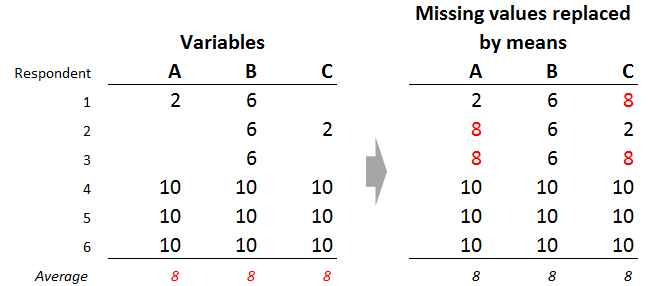 Missing values replaced
Variables by means
Respondent A B C A B C
1 2 6 2 6 8
2 6 2 8 6 2
3 6 8 6 8
4 10 10 10 10 10 10
5 10 10 10 10 10 10
6 10 10 10 10 10 10
Average 8 8 8 8 8 8